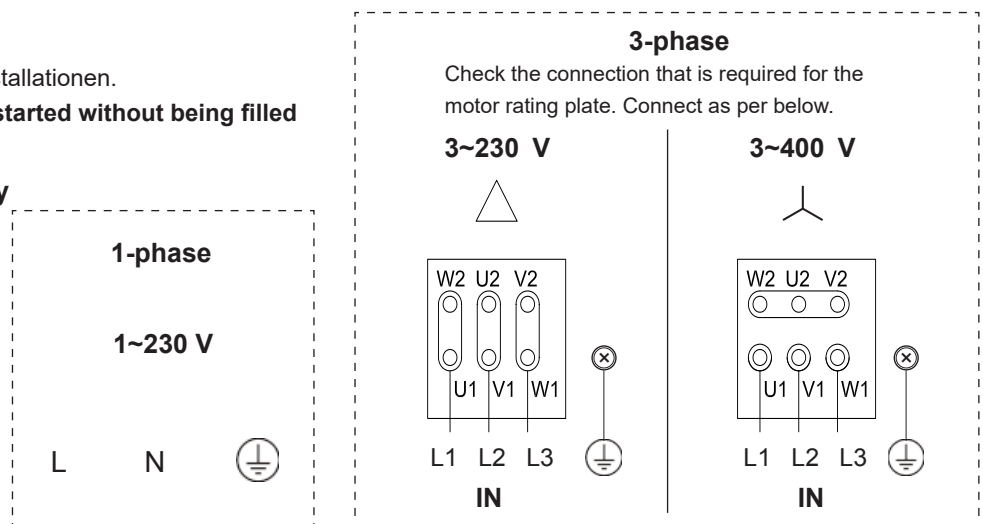 stallationen.
started without being filled
y
1-phase
1~230 V
L N
3-phase
Check the connection that is required for the
motor rating plate. Connect as per below.
3~230 V 3~400 V
W2 U2 V2 W2 U2 V2
U1 V1 W1 U1 V1 W1
L1 L2 L3 L1 L2 L3
IN IN